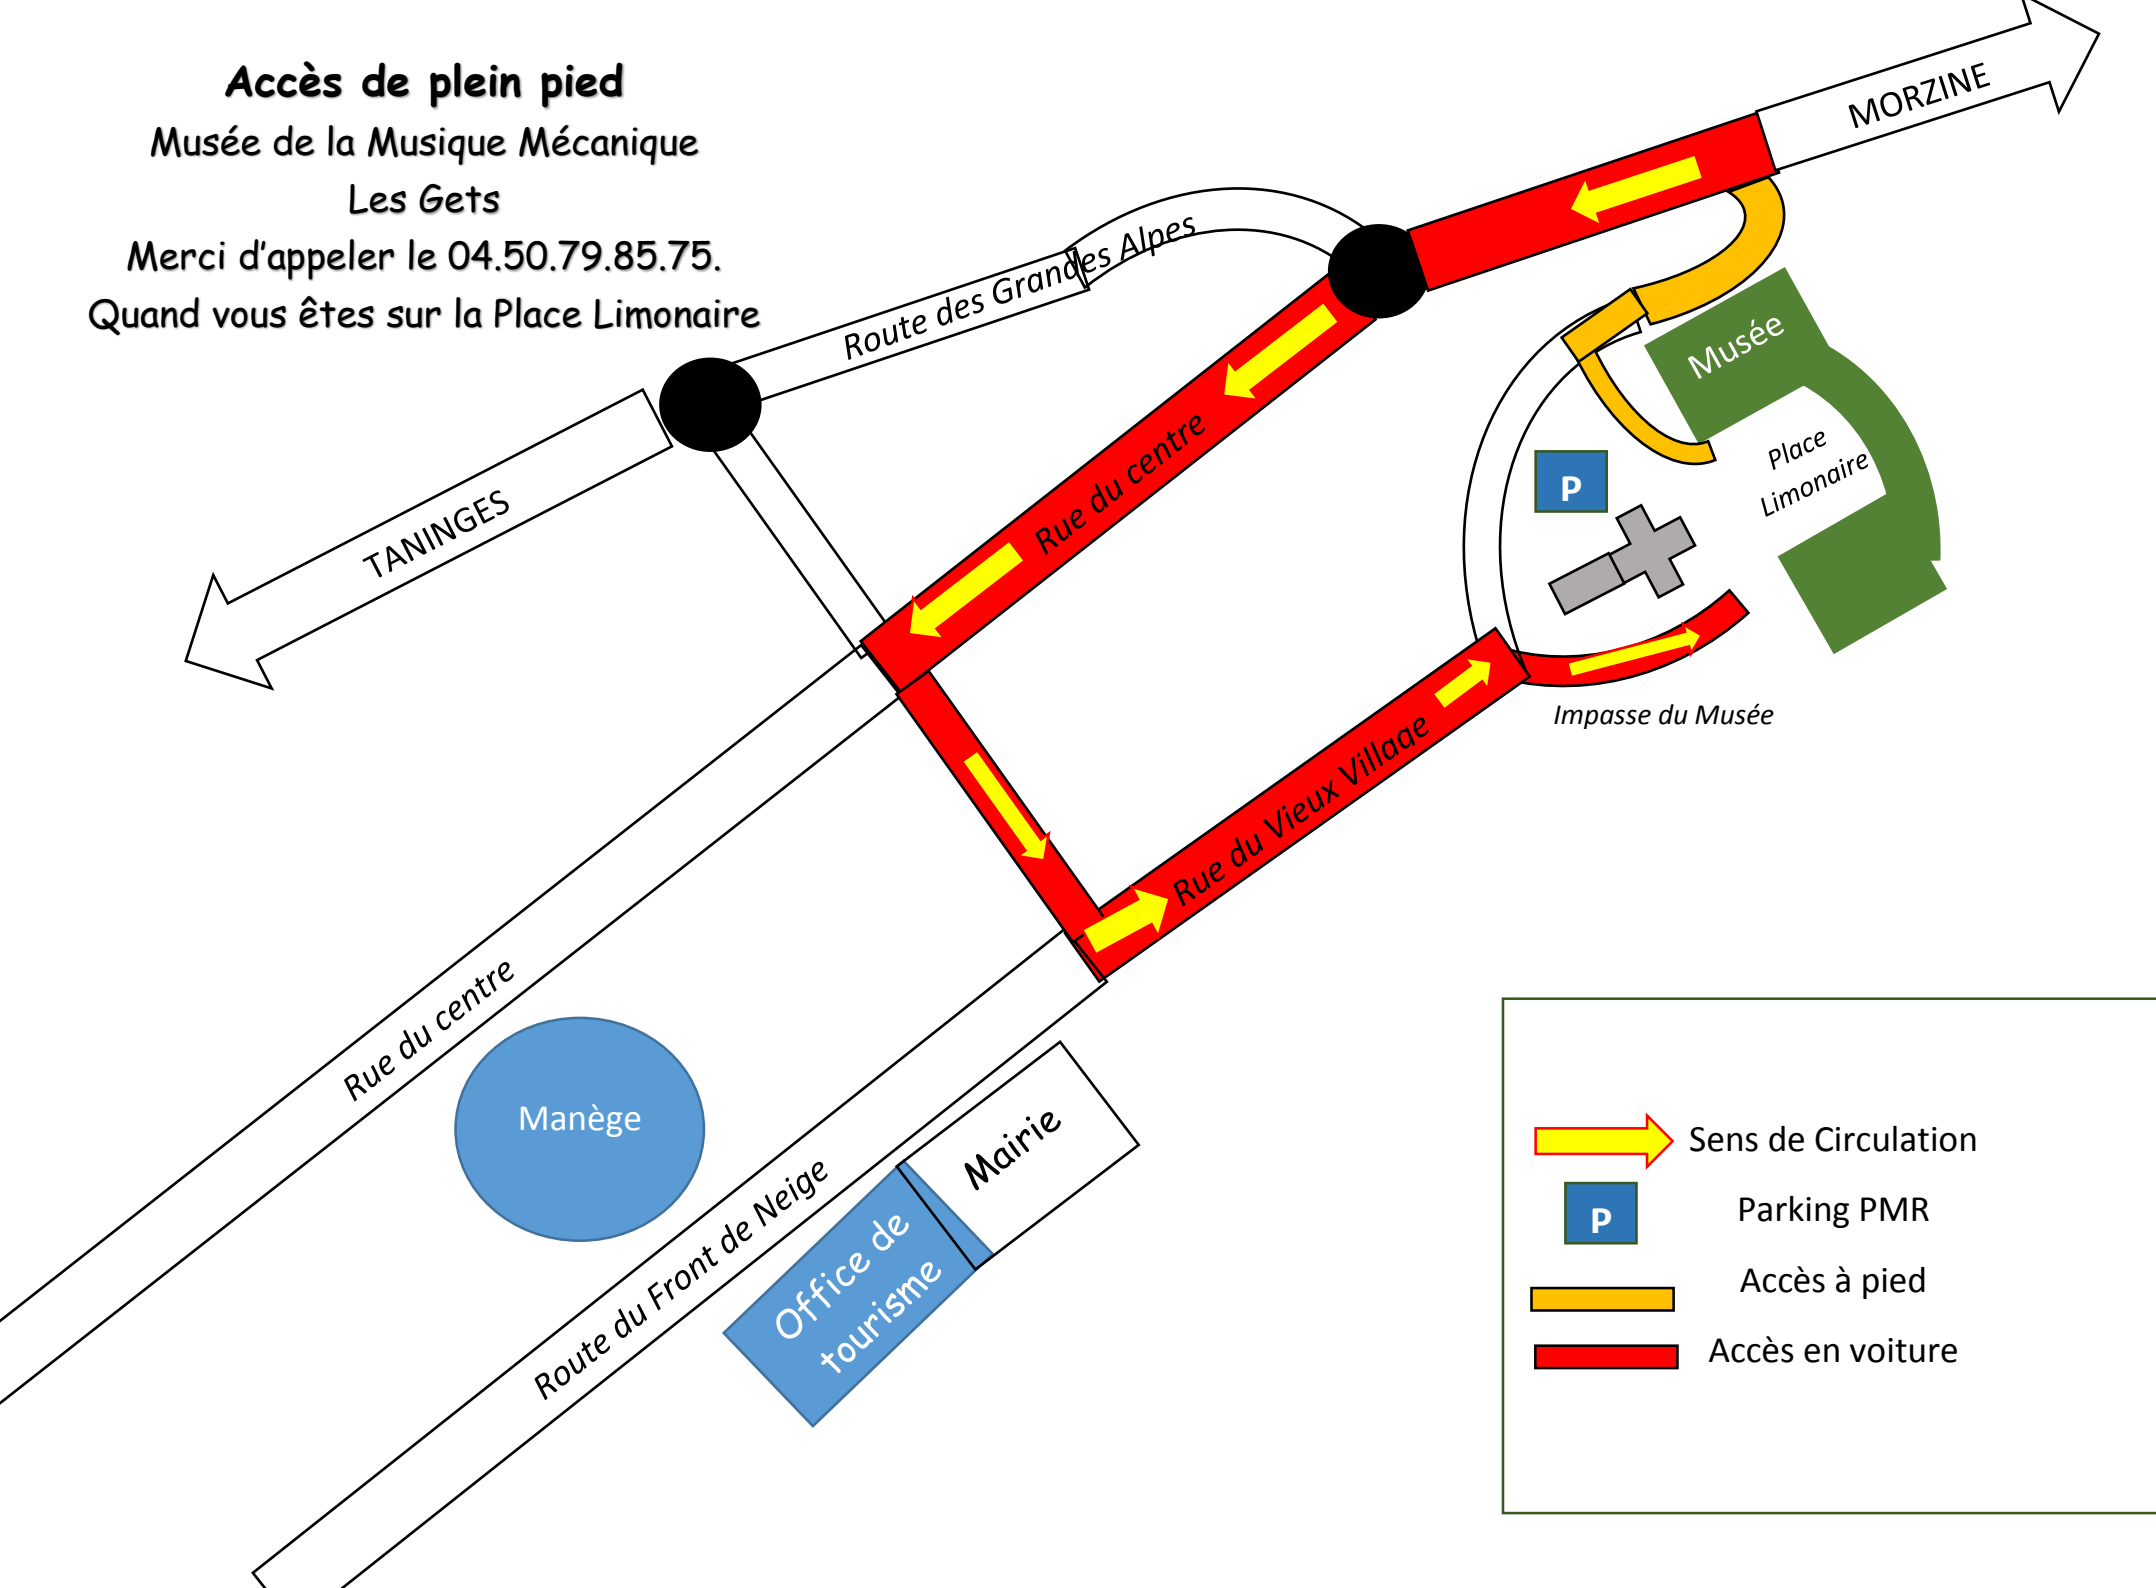 Accès de plein pied
Musée de la Musique Mécanique
Les Gets
Merci d'appeler le 04.50.79.85.75.
Quand vous êtes sur la Place Limonaire
MORZINE
Route des Grandes Alpes
Musée
TANINGES
Rue du centre
Place
Limonaire
P
Impasse du Musée
Rue du Vieux Village
Rue du centre
Manège
Mairie
Route du Front de Neige
Office de
tourisme
Sens de Circulation
P
Parking PMR
Accès à pied
Accès en voiture